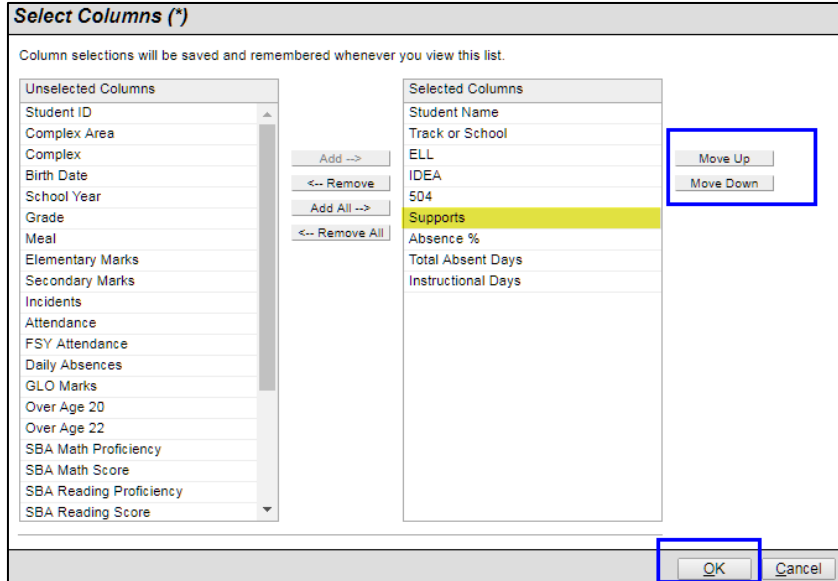 Select Columns (*)
Column selections will be saved and remembered whenever you view this list.
Unselected Columns
Student ID
Complex Area
Complex
Birth Date
School Year
Grade
Meal
Elementary Marks
Secondary Marks
Incidents
Attendance
FSY Attendance
Daily Absences
GLO Marks
Over Age 20
Over Age 22
SBA Math Proficiency
SBA Math Score
SBA Reading Proficiency
SBA Reading Score
Add -->
<-- Remove
Add All -->
<-- Remove All
Selected Columns
Student Name
Track or School
ELL
IDEA
504
Supports
Absence %
Total Absent Days
Instructional Days
Move Up
Move Down
OK
Cancel